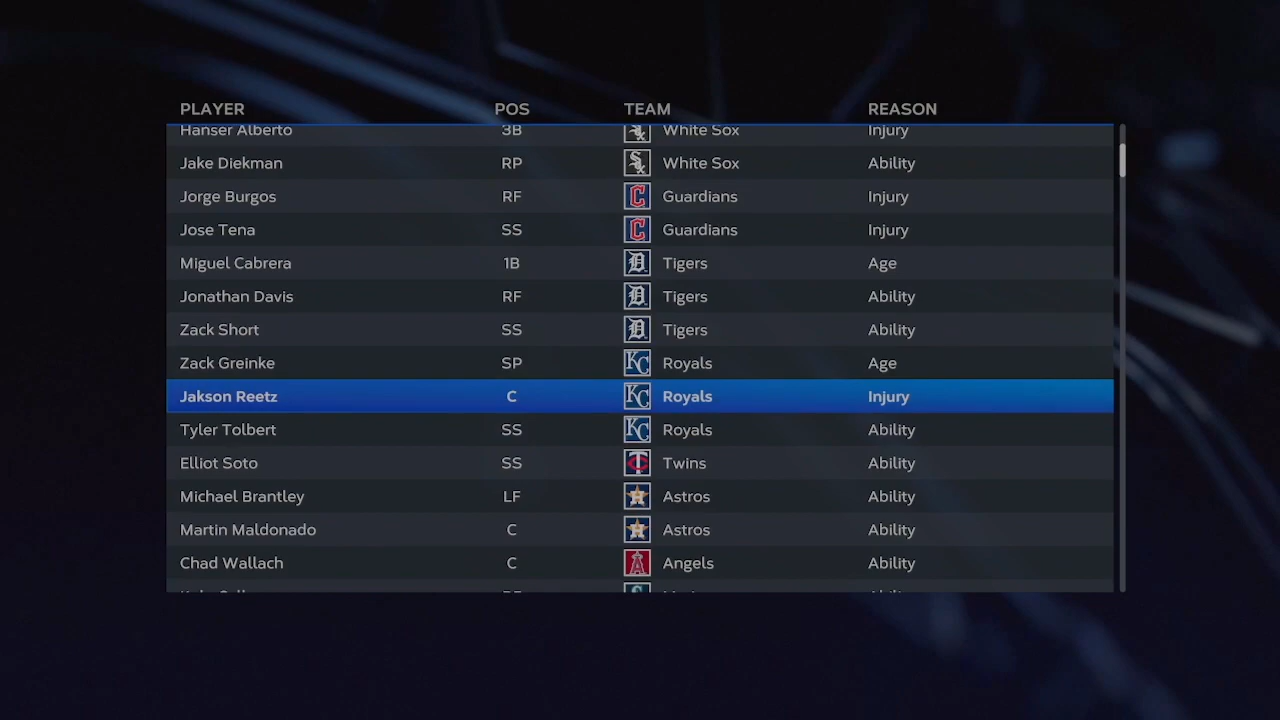 PLAYER POS TEAM REASON
Hanser Alberto 3B White Sox Injury
Jake Diekman RP White Sox Ability
Jorge Burgos RF Guardians Injury
Jose Tena SS Guardians Injury
Miguel Cabrera 1B Tigers Age
Jonathan Davis RF Tigers Ability
Zack Short SS Tigers Ability
Zack Greinke SP KC Royals Age
Jakson Reetz C KC Royals Injury
Tyler Tolbert SS KC Royals Ability
Elliot Soto SS Twins Ability
Michael Brantley LF Astros Ability
Martin Maldonado C Astros Ability
Chad Wallach C Angels Ability